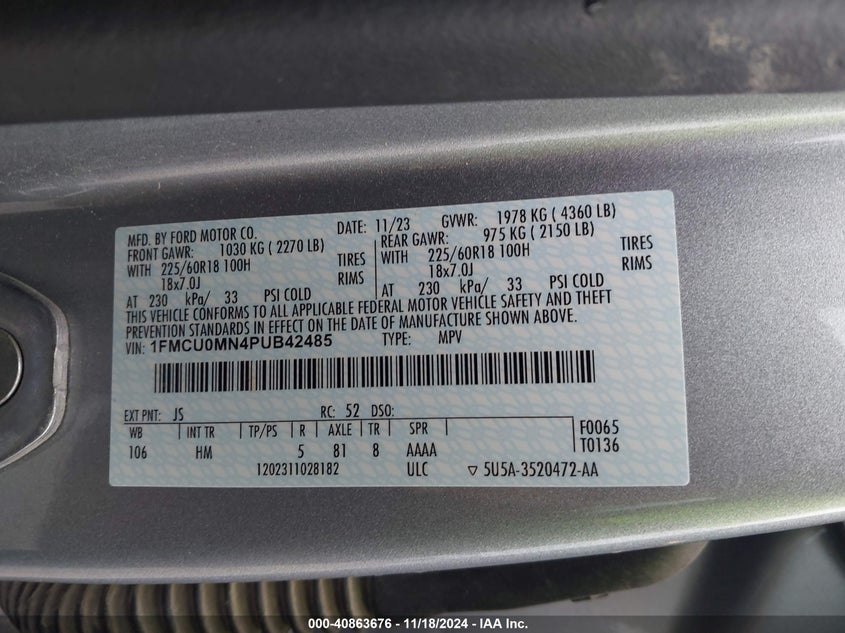 MFD. BY FORD MOTOR CO. DATE: 11/23 GVWR: 1978 KG ( 4360 LB)
FRONT GAWR: 1030 KG ( 2270 LB) REAR GAWR: 975 KG ( 2150 LB)
WITH 225/60R18 100H TIRES WITH 225/60R18 100H TIRES
18x7.0J RIMS 18x7.0J RIMS
AT 230 kPa/ 33 PSI COLD AT 230 kPa/ 33 PSI COLD
THIS VEHICLE CONFORMS TO ALL APPLICABLE FEDERAL MOTOR VEHICLE SAFETY AND THEFT
PREVENTION STANDARDS IN EFFECT ON THE DATE OF MANUFACTURE SHOWN ABOVE.
VIN: 1FMCU0MN4PUB42485 TYPE: MPV
EXT PNT: JS RC: 52 DSO:
WB INT TR TP/PS R AXLE TR SPR F0065
106 HM 5 81 8 AAAA T0136
1202311028182 ULC ▽ 5U5A-3520472-AA
000-40863676 - 11/18/2024 - IAA Inc.